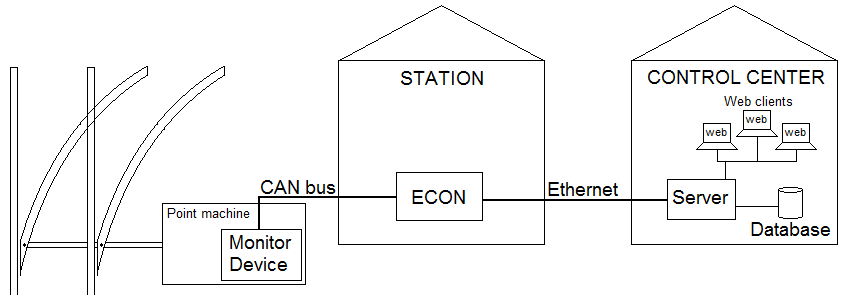 STATION
CONTROL CENTER
Web clients
web
web
web
CAN bus
ECON
Ethernet
Server
Point machine
Monitor
Device
Database